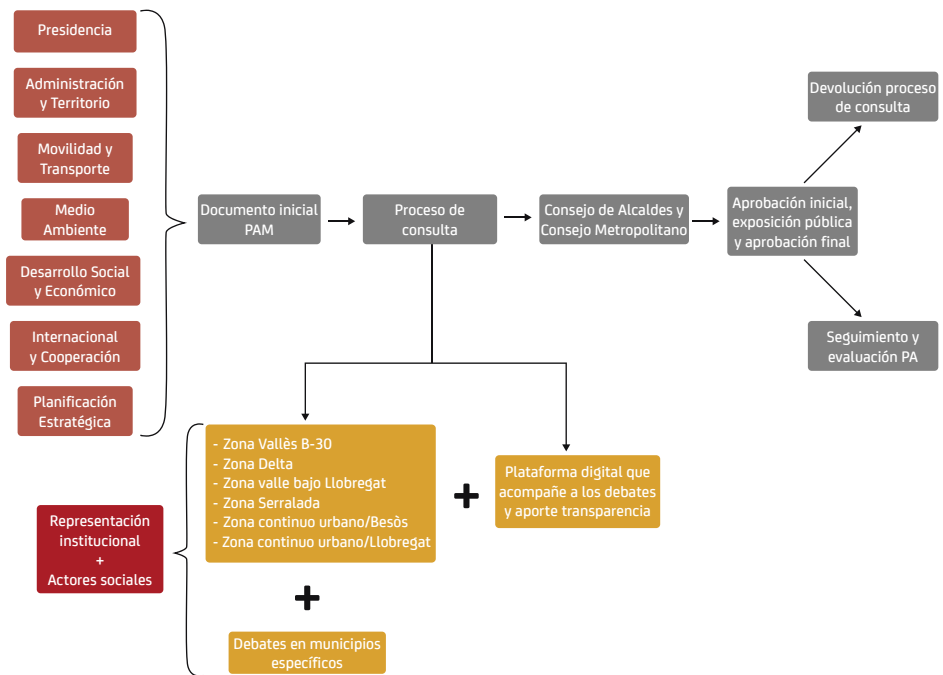 Presidencia
Administración
y Territorio
Movilidad y
Transporte
Medio
Ambiente
Desarrollo Social
y Económico
Internacional
y Cooperación
Planificación
Estratégica
Documento inicial
PAM
Proceso de
consulta
Consejo de Alcaldes y
Consejo Metropolitano
Aprobación inicial,
exposición pública
y aprobación final
Devolución proceso
de consulta
Seguimiento y
evaluación PA
Representación
institucional
+
Actores sociales
- Zona Vallès B-30
- Zona Delta
- Zona valle bajo Llobregat
- Zona Serralada
- Zona continuo urbano/Besòs
- Zona continuo urbano/Llobregat
+
Plataforma digital que
acompañe a los debates
y aporte transparencia
+
Debates en municipios
específicos